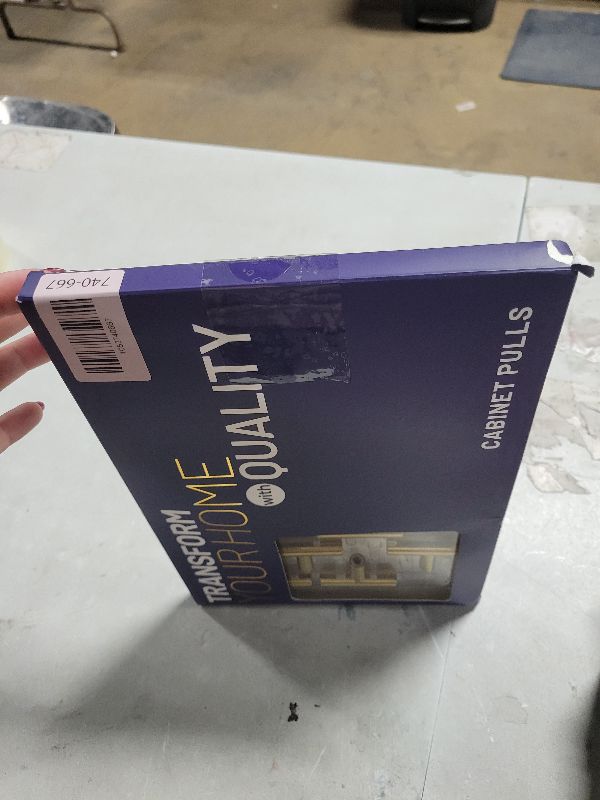 TRANSFORM
YOUR HOME
with QUALITY
CABINET PULLS
740-667